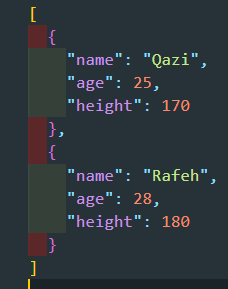 [
{
"name": "Qazi",
"age": 25,
"height": 170
},
{
"name": "Rafeh",
"age": 28,
"height": 180
}
]